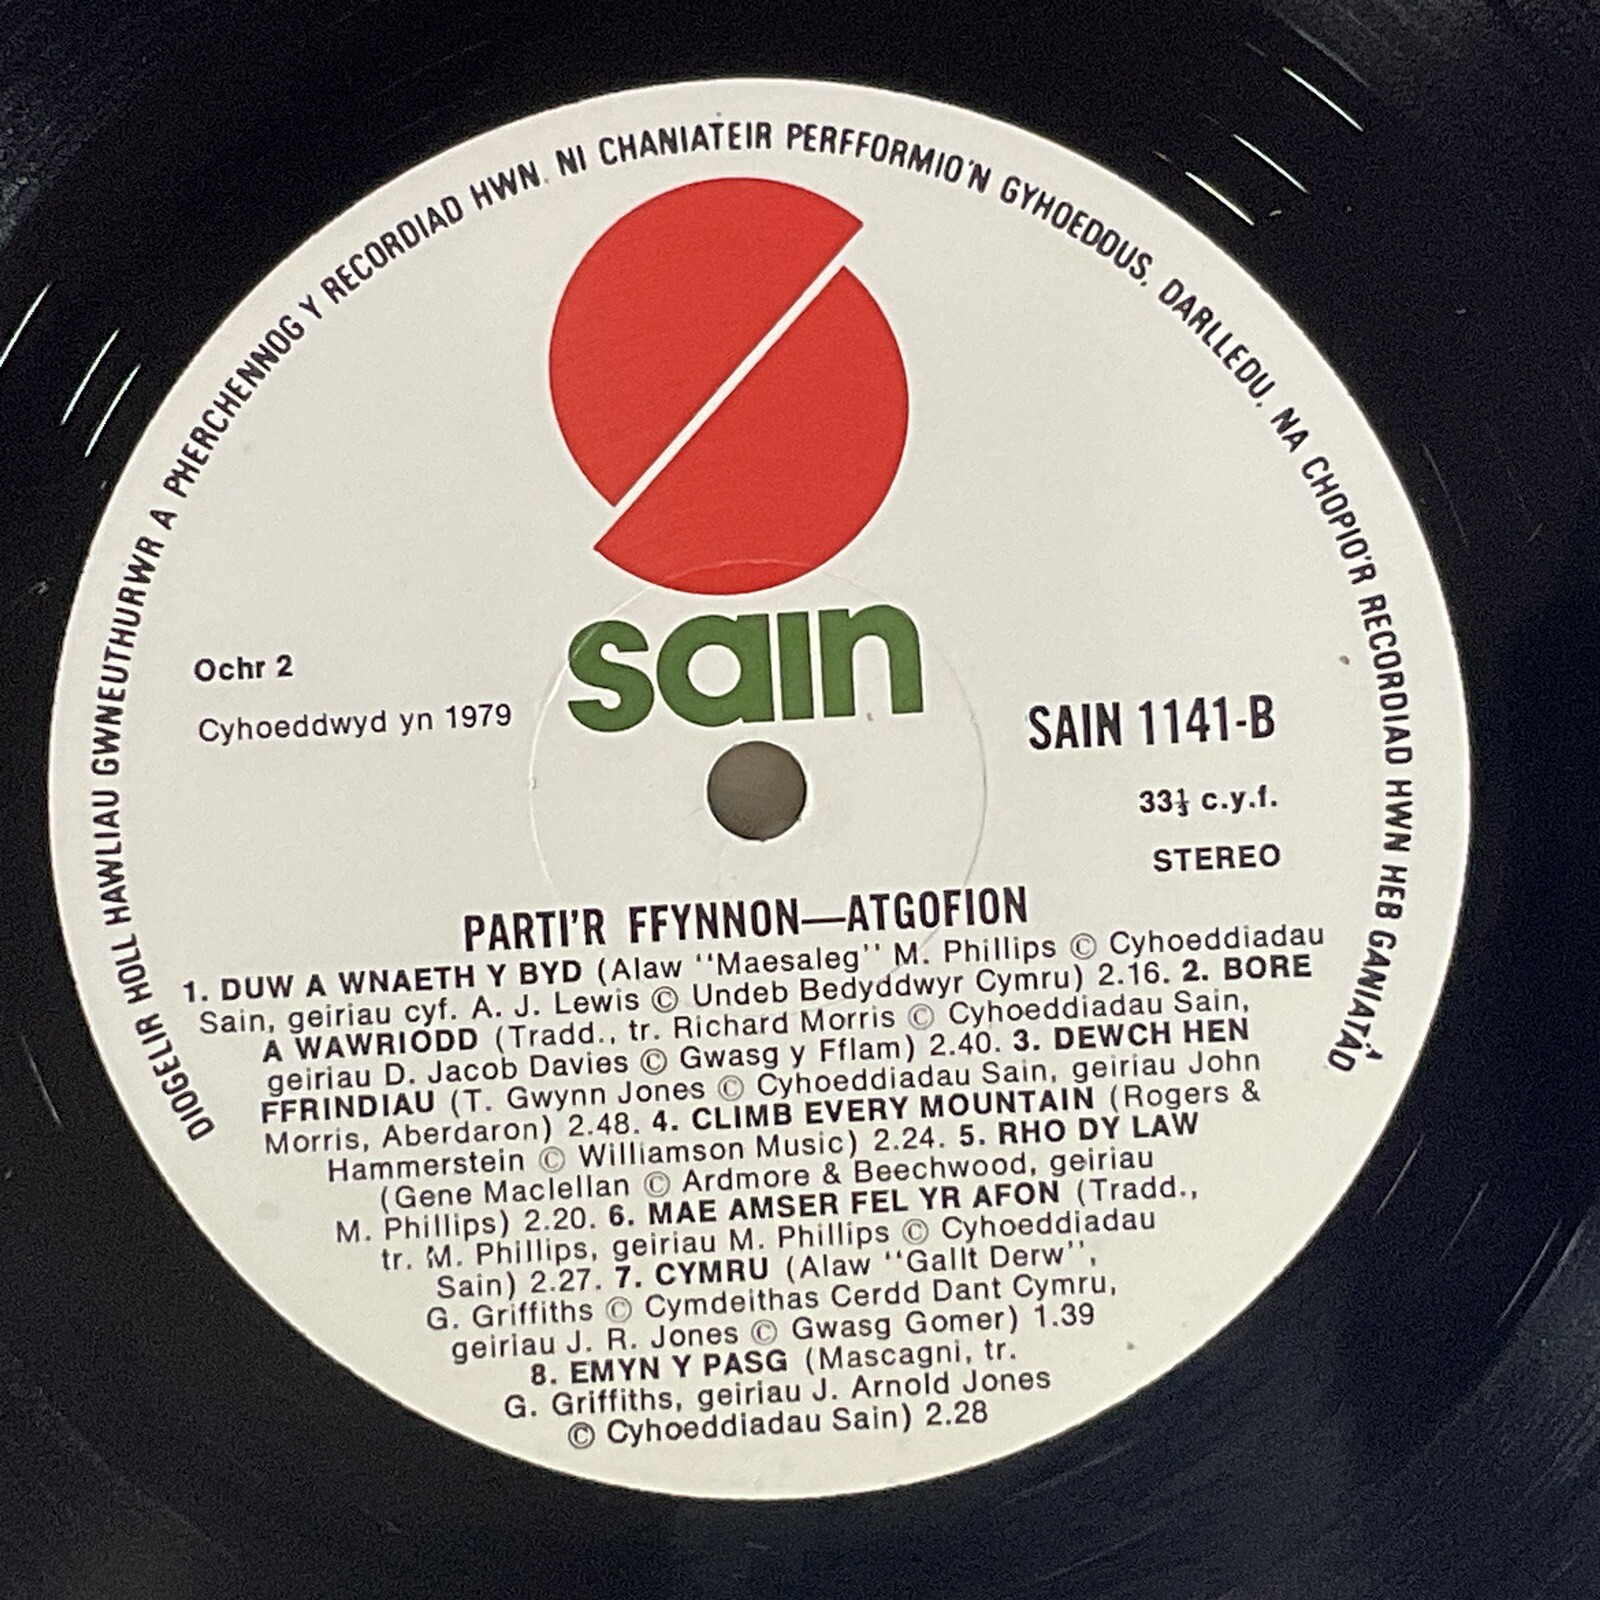 DIOGELIR HOLL HAWLIAU GWNEUTHURWR A PHERCHENNOG Y RECORDIAD HWN. NI CHANIATEIR PERFFORMIO'N GYHOEDDUS, DARLLEDU, NA CHOPIO'R RECORDIAD HWN HEB GANIATÂD
sain
Ochr 2
Cyhoeddwyd yn 1979
SAIN 1141-B
33⅓ c.y.f.
STEREO
PARTI'R FFYNNON—ATGOFION
1. DUW A WNAETH Y BYD (Alaw "Maesaleg" M. Phillips © Cyhoeddiadau
Sain, geiriau cyf. A. J. Lewis © Undeb Bedyddwyr Cymru) 2.16. 2. BORE
A WAWRIODD (Tradd., tr. Richard Morris © Cyhoeddiadau Sain,
geiriau D. Jacob Davies © Gwasg y Fflam) 2.40. 3. DEWCH HEN
FFRINDIAU (T. Gwynn Jones © Cyhoeddiadau Sain, geiriau John
Morris, Aberdaron) 2.48. 4. CLIMB EVERY MOUNTAIN (Rogers &
Hammerstein © Williamson Music) 2.24. 5. RHO DY LAW
(Gene Maclellan © Ardmore & Beechwood, geiriau
M. Phillips) 2.20. 6. MAE AMSER FEL YR AFON (Tradd.,
tr. M. Phillips, geiriau M. Phillips © Cyhoeddiadau
Sain) 2.27. 7. CYMRU (Alaw "Gallt Derw",
G. Griffiths © Cymdeithas Cerdd Dant Cymru,
geiriau J. R. Jones © Gwasg Gomer) 1.39
8. EMYN Y PASG (Mascagni, tr.
G. Griffiths, geiriau J. Arnold Jones
© Cyhoeddiadau Sain) 2.28